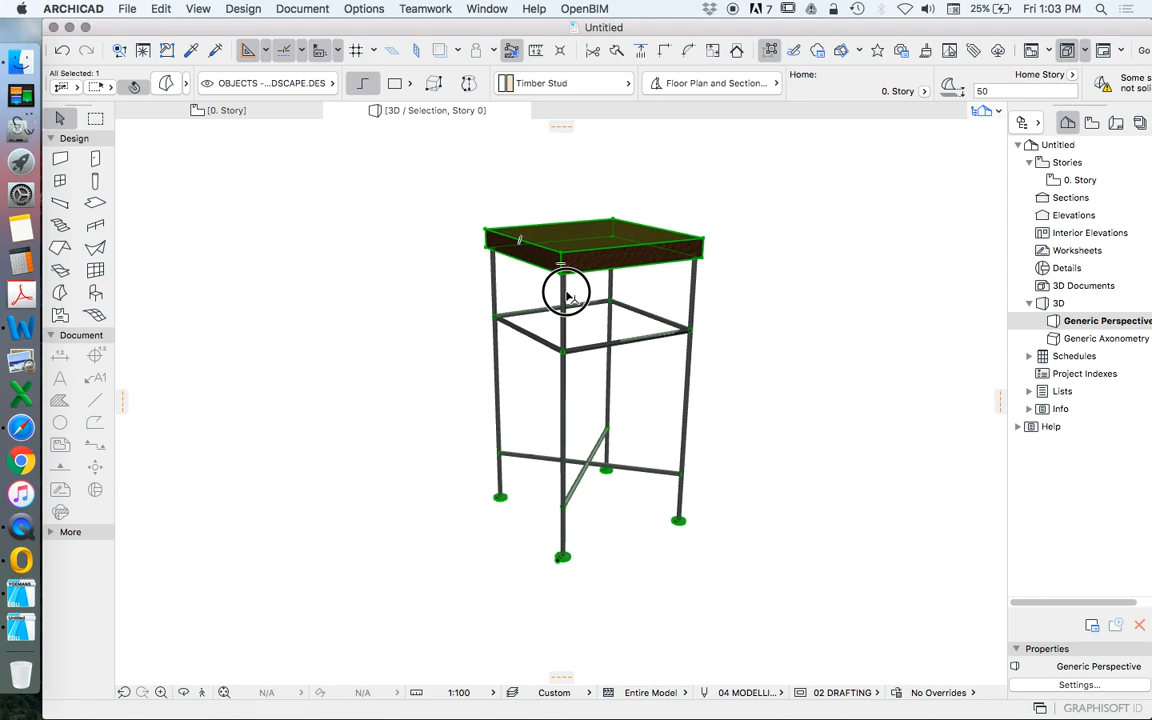 ARCHICAD File Edit View Design Document Options Teamwork Window Help OpenBIM 7 25% Fri 1:03 PM
Untitled
Go
All Selected: 1
OBJECTS -...DSCAPE.DES
Timber Stud
Floor Plan and Section...
Home:
0. Story
Home Story
50
Some s
not soli
[0. Story]
[3D / Selection, Story 0]
Design
Document
More
Untitled
Stories
0. Story
Sections
Elevations
Interior Elevations
Worksheets
Details
3D Documents
3D
Generic Perspective
Generic Axonometry
Schedules
Project Indexes
Lists
Info
Help
Properties
Generic Perspective
Settings...
N/A
N/A
1:100
Custom
Entire Model
04 MODELLI...
02 DRAFTING
No Overrides
GRAPHISOFT ID